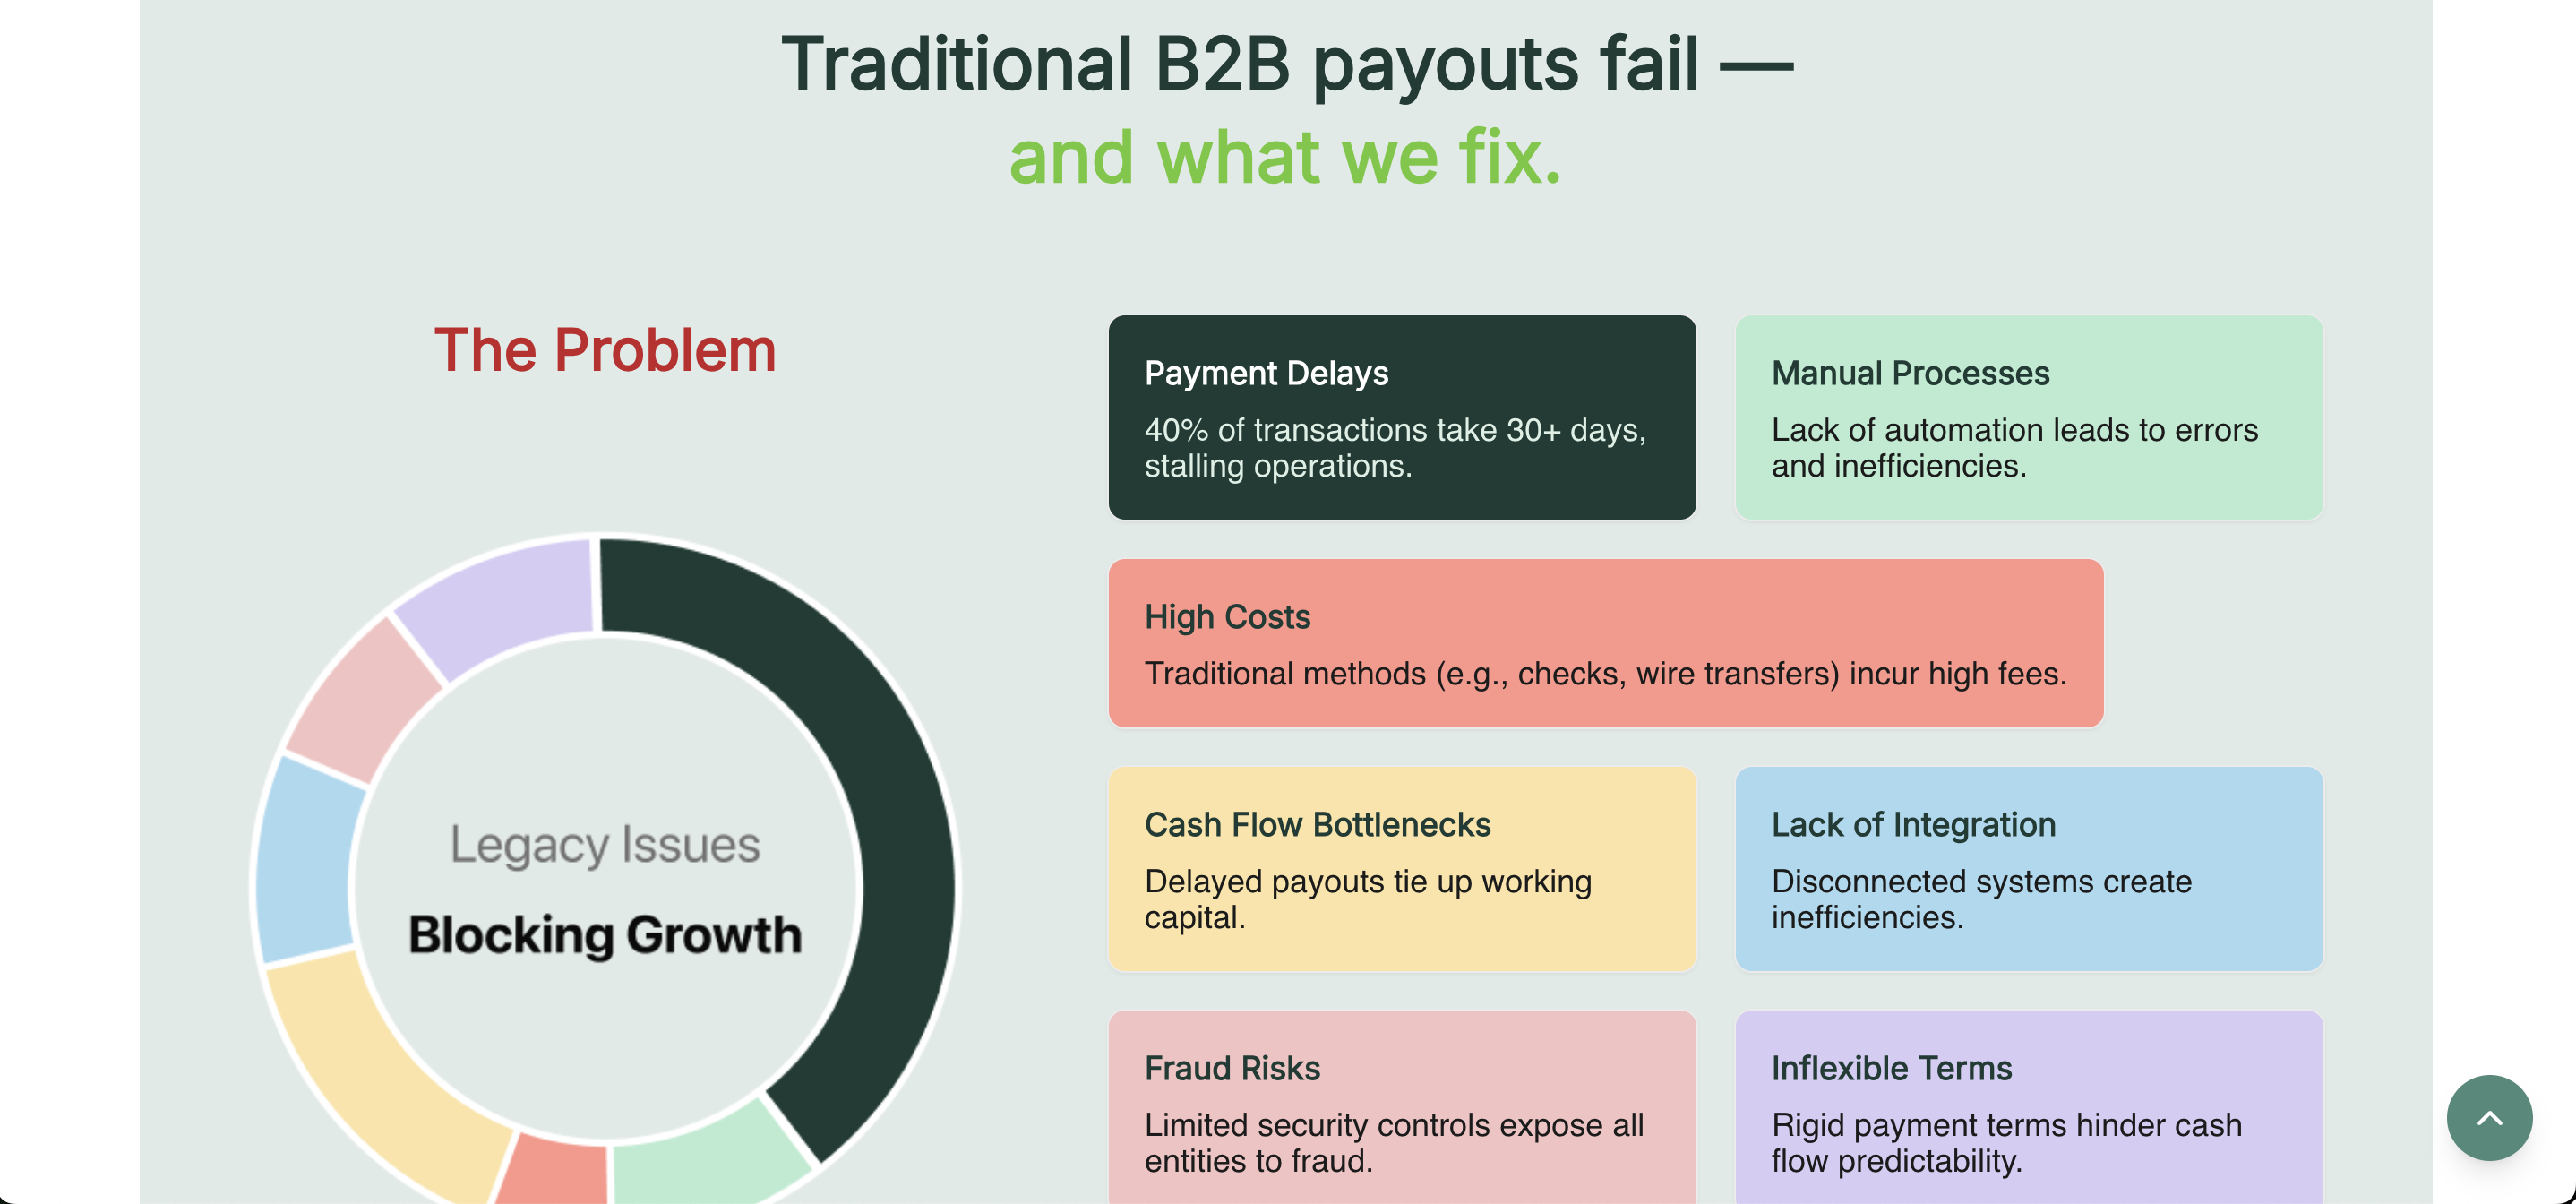 Traditional B2B payouts fail —
and what we fix.
The Problem
Legacy Issues
Blocking Growth
Payment Delays
40% of transactions take 30+ days,
stalling operations.
Manual Processes
Lack of automation leads to errors
and inefficiencies.
High Costs
Traditional methods (e.g., checks, wire transfers) incur high fees.
Cash Flow Bottlenecks
Delayed payouts tie up working
capital.
Lack of Integration
Disconnected systems create
inefficiencies.
Fraud Risks
Limited security controls expose all
entities to fraud.
Inflexible Terms
Rigid payment terms hinder cash
flow predictability.